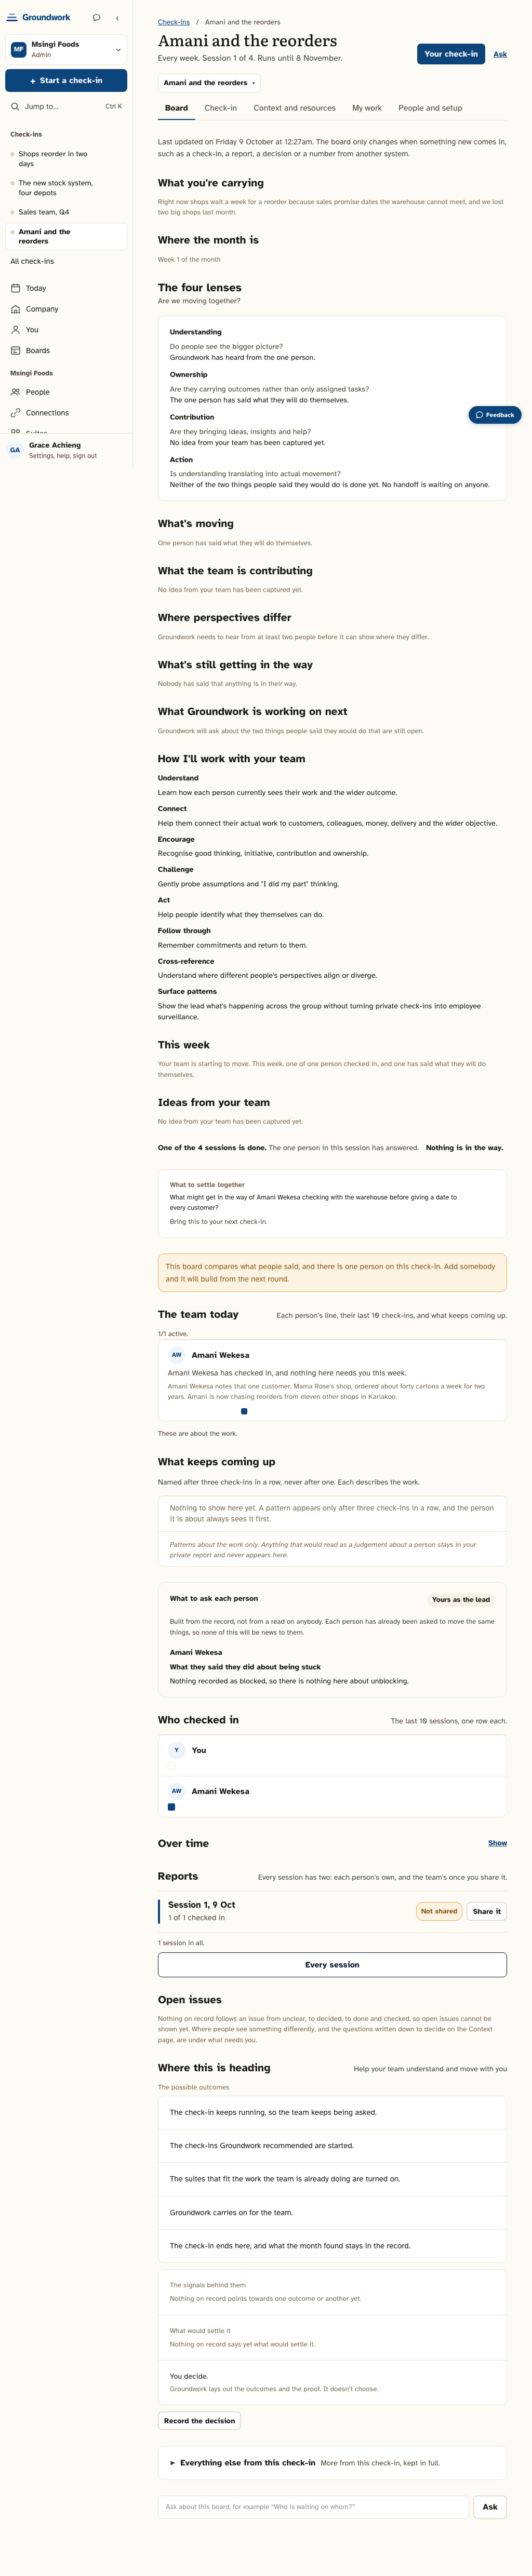 Groundwork
MF
Msingi Foods
Admin
+ Start a check-in
Jump to...
Ctrl K
Check-ins
Shops reorder in two
days
The new stock system,
four depots
Sales team, Q4
Amani and the
reorders
All check-ins
Today
Company
You
Boards
Msingi Foods
People
Connections
GA
Grace Achieng
Settings, help, sign out
Check-ins / Amani and the reorders
Amani and the reorders
Every week. Session 1 of 4. Runs until 8 November.
Your check-in
Ask
Amani and the reorders
Board
Check-in
Context and resources
My work
People and setup
Last updated on Friday 9 October at 12:27am. The board only changes when something new comes in,
such as a check-in, a report, a decision or a number from another system.
What you're carrying
Right now shops wait a week for a reorder because sales promise dates the warehouse cannot meet, and we lost
two big shops last month.
Where the month is
Week 1 of the month
The four lenses
Are we moving together?
Understanding
Do people see the bigger picture?
Groundwork has heard from the one person.
Ownership
Are they carrying outcomes rather than only assigned tasks?
The one person has said what they will do themselves.
Contribution
Are they bringing ideas, insights and help?
No idea from your team has been captured yet.
Action
Is understanding translating into actual movement?
Neither of the two things people said they would do is done yet. No handoff is waiting on anyone.
Feedback
What's moving
One person has said what they will do themselves.
What the team is contributing
No idea from your team has been captured yet.
Where perspectives differ
Groundwork needs to hear from at least two people before it can show where they differ.
What's still getting in the way
Nobody has said that anything is in their way.
What Groundwork is working on next
Groundwork will ask about the two things people said they would do that are still open.
How I'll work with your team
Understand
Learn how each person currently sees their work and the wider outcome.
Connect
Help them connect their actual work to customers, colleagues, money, delivery and the wider objective.
Encourage
Recognise good thinking, initiative, contribution and ownership.
Challenge
Gently probe assumptions and "I did my part" thinking.
Act
Help people identify what they themselves can do.
Follow through
Remember commitments and return to them.
Cross-reference
Understand where different people's perspectives align or diverge.
Surface patterns
Show the lead what's happening across the group without turning private check-ins into employee
surveillance.
This week
Your team is starting to move. This week, one of one person checked in, and one has said what they will do
themselves.
Ideas from your team
No idea from your team has been captured yet.
One of the 4 sessions is done. The one person in this session has answered. Nothing is in the way.
What to settle together
What might get in the way of Amani Wekesa checking with the warehouse before giving a date to
every customer?
Bring this to your next check-in.
This board compares what people said, and there is one person on this check-in. Add somebody
and it will build from the next round.
The team today
Each person's line, their last 10 check-ins, and what keeps coming up.
1/1 active.
AW
Amani Wekesa
Amani Wekesa has checked in, and nothing here needs you this week.
Amani Wekesa notes that one customer, Mama Rose's shop, ordered about forty cartons a week for two
years. Amani is now chasing reorders from eleven other shops in Kariakoo.
These are about the work.
What keeps coming up
Named after three check-ins in a row, never after one. Each describes the work.
Nothing to show here yet. A pattern appears only after three check-ins in a row, and the person
it is about always sees it first.
Patterns about the work only. Anything that would read as a judgement about a person stays in your
private report and never appears here.
What to ask each person
Yours as the lead
Built from the record, not from a read on anybody. Each person has already been asked to move the same
things, so none of this will be news to them.
Amani Wekesa
What they said they did about being stuck
Nothing recorded as blocked, so there is nothing here about unblocking.
Who checked in
The last 10 sessions, one row each.
Y
You
AW
Amani Wekesa
Over time
Show
Reports
Every session has two: each person's own, and the team's once you share it.
Session 1, 9 Oct
1 of 1 checked in
Not shared
Share it
1 session in all.
Every session
Open issues
Nothing on record follows an issue from unclear, to decided, to done and checked, so open issues cannot be
shown yet. Where people see something differently, and the questions written down to decide on the Context
page, are under what needs you.
Where this is heading
Help your team understand and move with you
The possible outcomes
The check-in keeps running, so the team keeps being asked.
The check-ins Groundwork recommended are started.
The suites that fit the work the team is already doing are turned on.
Groundwork carries on for the team.
The check-in ends here, and what the month found stays in the record.
The signals behind them
Nothing on record points towards one outcome or another yet.
What would settle it
Nothing on record says yet what would settle it.
You decide.
Groundwork lays out the outcomes and the proof. It doesn't choose.
Record the decision
Everything else from this check-in More from this check-in, kept in full.
Ask about this board, for example "Who is waiting on whom?"
Ask